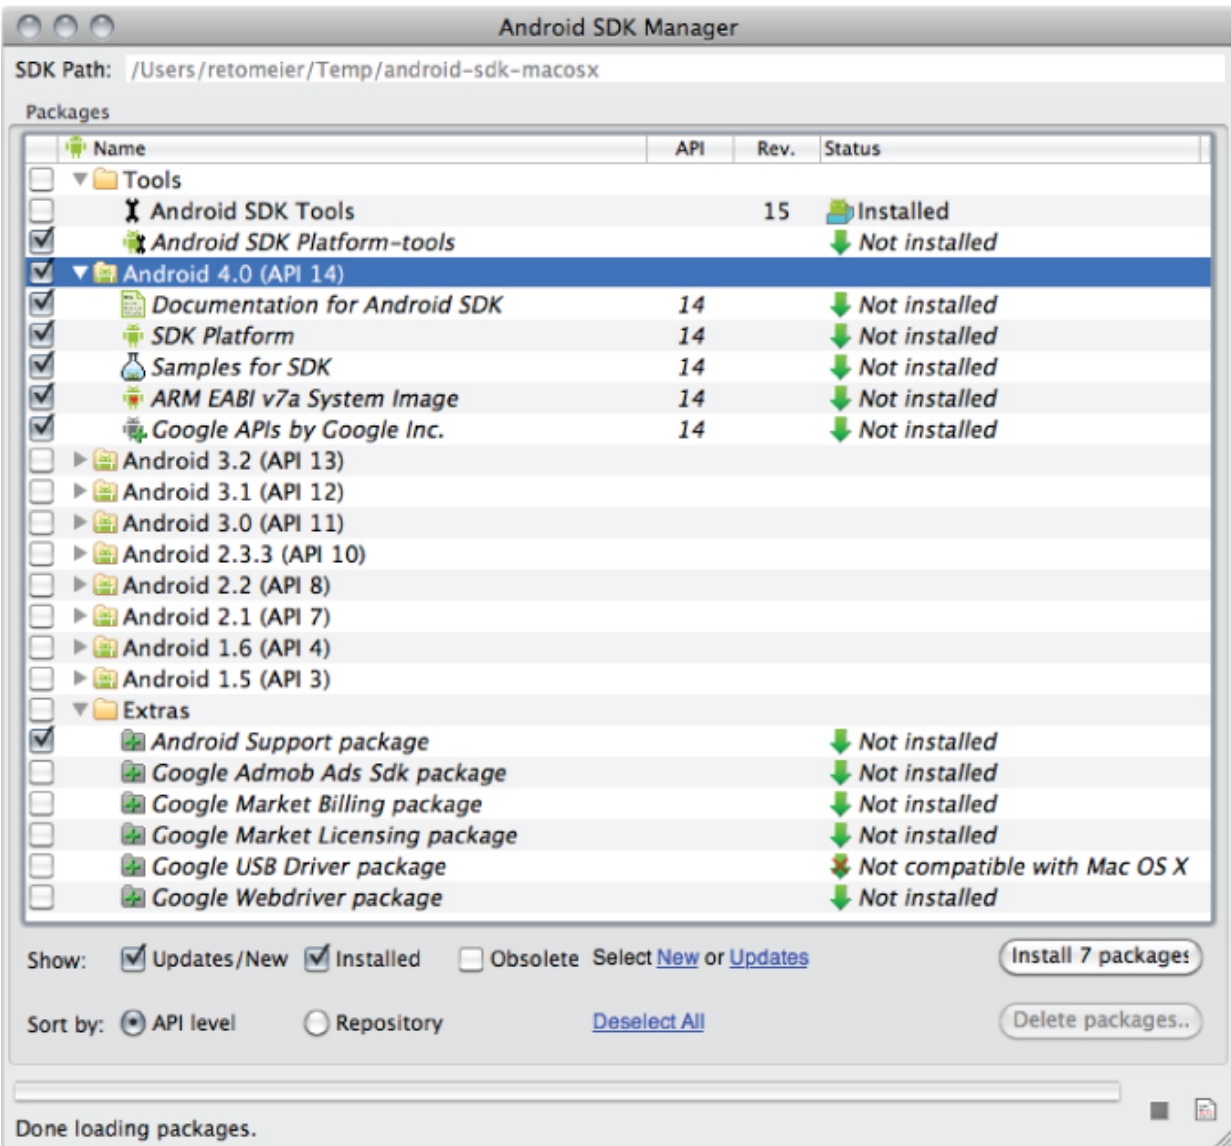 Android SDK Manager
SDK Path: /Users/retomeier/Temp/android-sdk-macosx
Packages
Name API Rev. Status
Tools
Android SDK Tools 15 Installed
Android SDK Platform-tools Not installed
Android 4.0 (API 14)
Documentation for Android SDK 14 Not installed
SDK Platform 14 Not installed
Samples for SDK 14 Not installed
ARM EABI v7a System Image 14 Not installed
Google APIs by Google Inc. 14 Not installed
Android 3.2 (API 13)
Android 3.1 (API 12)
Android 3.0 (API 11)
Android 2.3.3 (API 10)
Android 2.2 (API 8)
Android 2.1 (API 7)
Android 1.6 (API 4)
Android 1.5 (API 3)
Extras
Android Support package Not installed
Google Admob Ads Sdk package Not installed
Google Market Billing package Not installed
Google Market Licensing package Not installed
Google USB Driver package Not compatible with Mac OS X
Google Webdriver package Not installed
Show: Updates/New Installed Obsolete Select New or Updates Install 7 packages
Sort by: API level Repository Deselect All Delete packages..
Done loading packages.